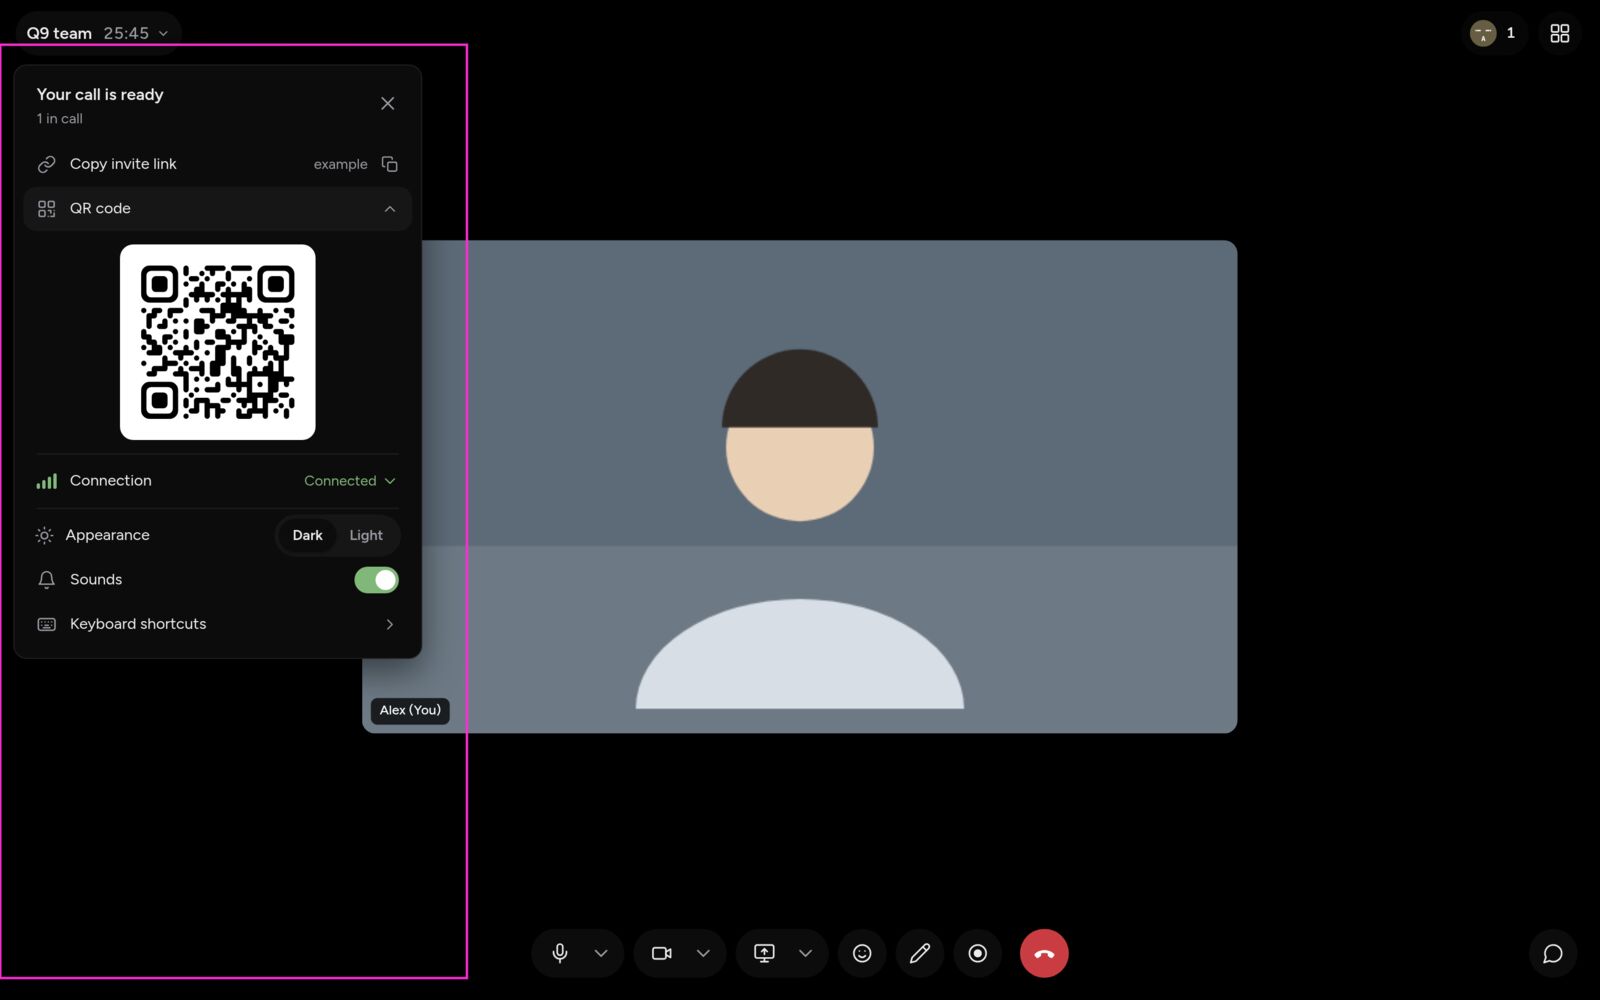 Q9 team 25:45
1
Your call is ready
1 in call
Copy invite link example
QR code
Connection Connected
Appearance Dark Light
Sounds
Keyboard shortcuts
Alex (You)